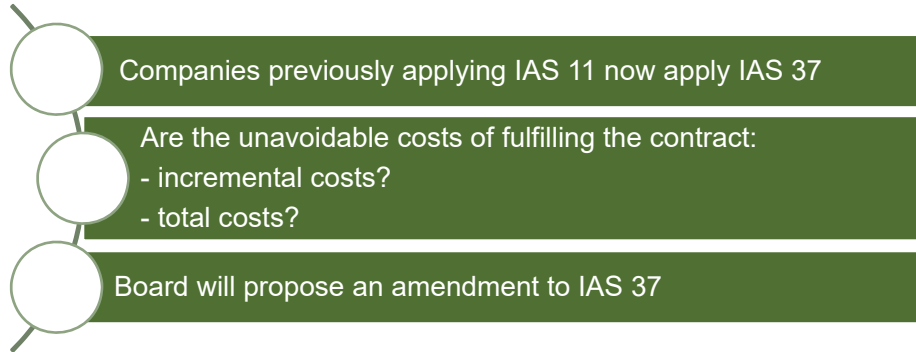 Companies previously applying IAS 11 now apply IAS 37
Are the unavoidable costs of fulfilling the contract:
- incremental costs?
- total costs?
Board will propose an amendment to IAS 37